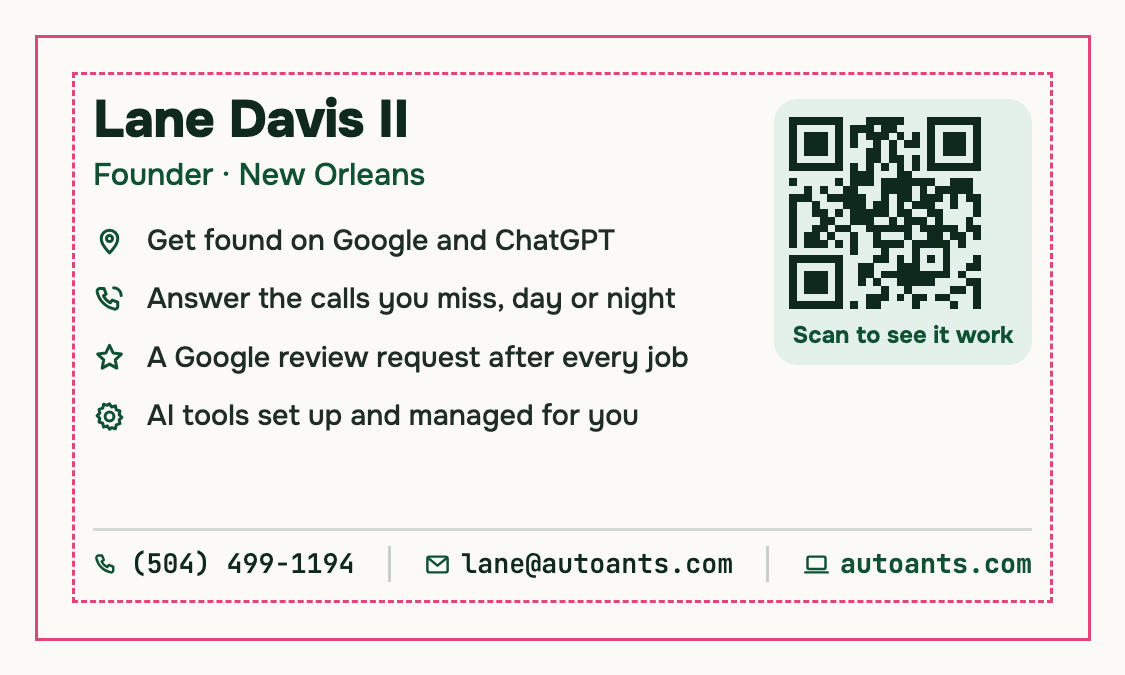 Lane Davis II
Founder · New Orleans
Get found on Google and ChatGPT
Answer the calls you miss, day or night
A Google review request after every job
AI tools set up and managed for you
Scan to see it work
(504) 499-1194
lane@autoants.com
autoants.com